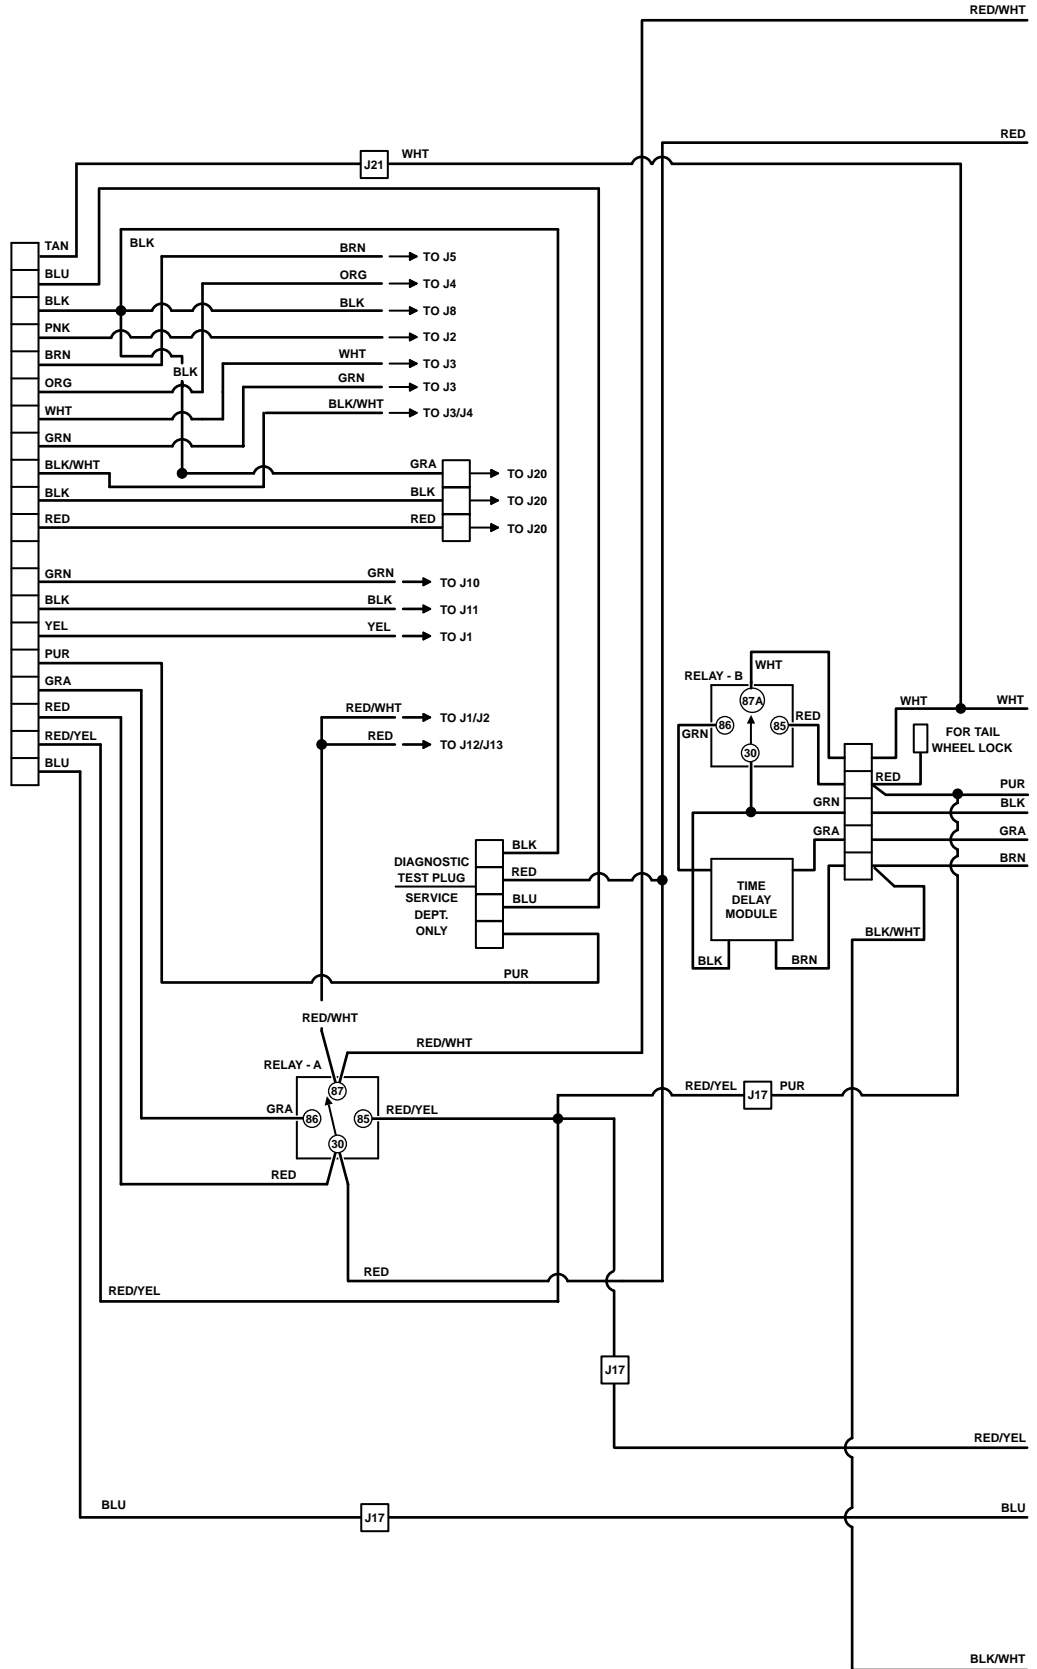 RED/WHT
RED
J21 WHT
TAN
BLK
BRN TO J5
BLU
ORG TO J4
BLK
BLK TO J8
PNK
TO J2
BRN
WHT TO J3
BLK
ORG
GRN TO J3
WHT
BLK/WHT TO J3/J4
GRN
BLK/WHT
GRA TO J20
BLK
BLK TO J20
RED
RED TO J20
GRN
GRN TO J10
BLK
BLK TO J11
YEL
YEL TO J1
PUR
GRA
RED
RED/YEL
BLU
RED/WHT TO J1/J2
RED TO J12/J13
WHT
RELAY - B
87A
86
85
RED
GRN
30
WHT
WHT
FOR TAIL
WHEEL LOCK
RED
PUR
GRN
BLK
GRA
GRA
BRN
TIME
DELAY
MODULE
BLK/WHT
BLK
BRN
DIAGNOSTIC
TEST PLUG
SERVICE
DEPT.
ONLY
BLK
RED
BLU
PUR
RED/WHT
RED/WHT
RELAY - A
87
GRA
86
85
RED/YEL
30
RED
RED/YEL J17 PUR
RED
RED/YEL
J17
RED/YEL
BLU
J17
BLU
BLK/WHT